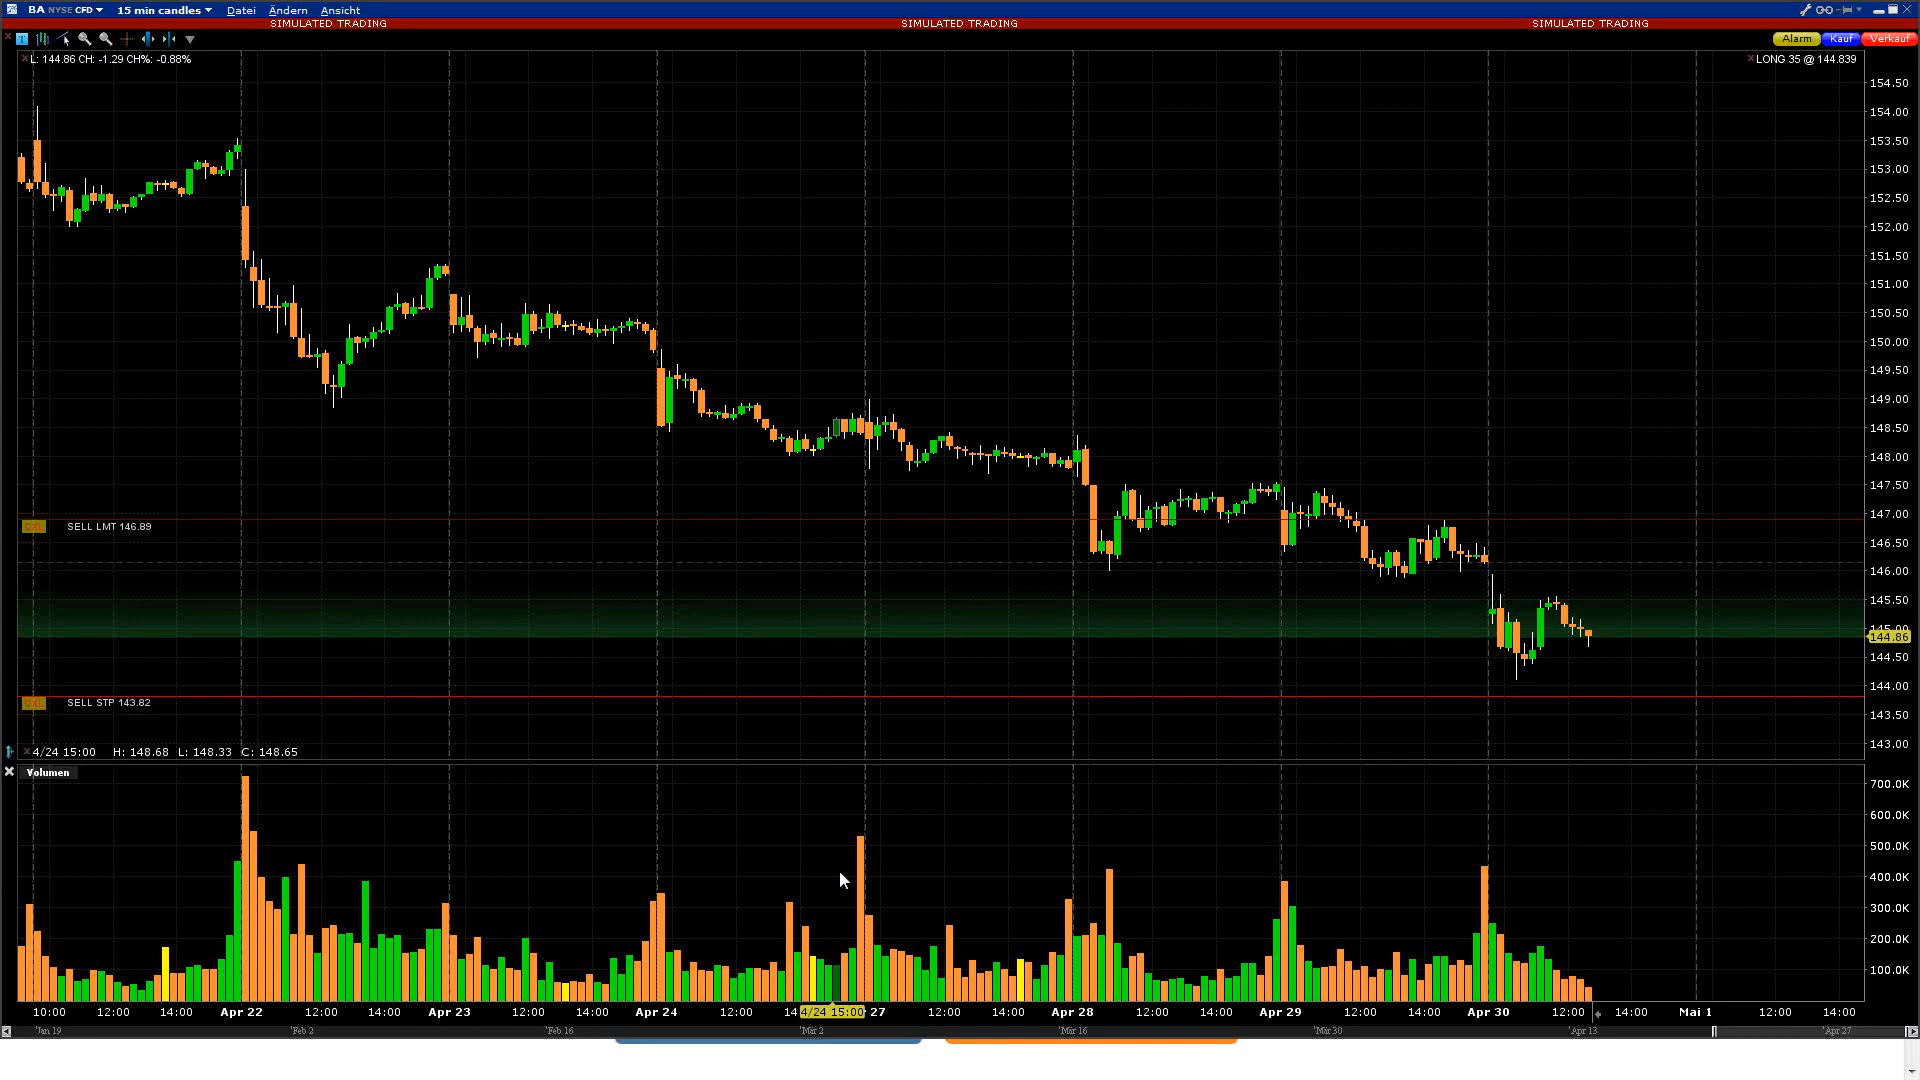 BA NYSE CFD 15 min candles Datei Ändern Ansicht
SIMULATED TRADING SIMULATED TRADING SIMULATED TRADING
Alarm Kauf Verkauf
L: 144.86 CH: -1.29 CH%: -0.88% LONG 35 @ 144.839
154.50
154.00
153.50
153.00
152.50
152.00
151.50
151.00
150.50
150.00
149.50
149.00
148.50
148.00
147.50
147.00
CXL SELL LMT 146.89
146.50
146.00
145.50
145.00
144.86
144.50
144.00
CXL SELL STP 143.82
143.50
143.00
4/24 15:00 H: 148.68 L: 148.33 C: 148.65
Volumen
700.0K
600.0K
500.0K
400.0K
300.0K
200.0K
100.0K
10:00 12:00 14:00 Apr 22 12:00 14:00 Apr 23 12:00 14:00 Apr 24 12:00 14 4/24 15:00 27 12:00 14:00 Apr 28 12:00 14:00 Apr 29 12:00 14:00 Apr 30 12:00 14:00 Mai 1 12:00 14:00
Jan 19 Feb 2 Feb 16 Mär 2 Mär 16 Mär 30 Apr 13 Apr 27